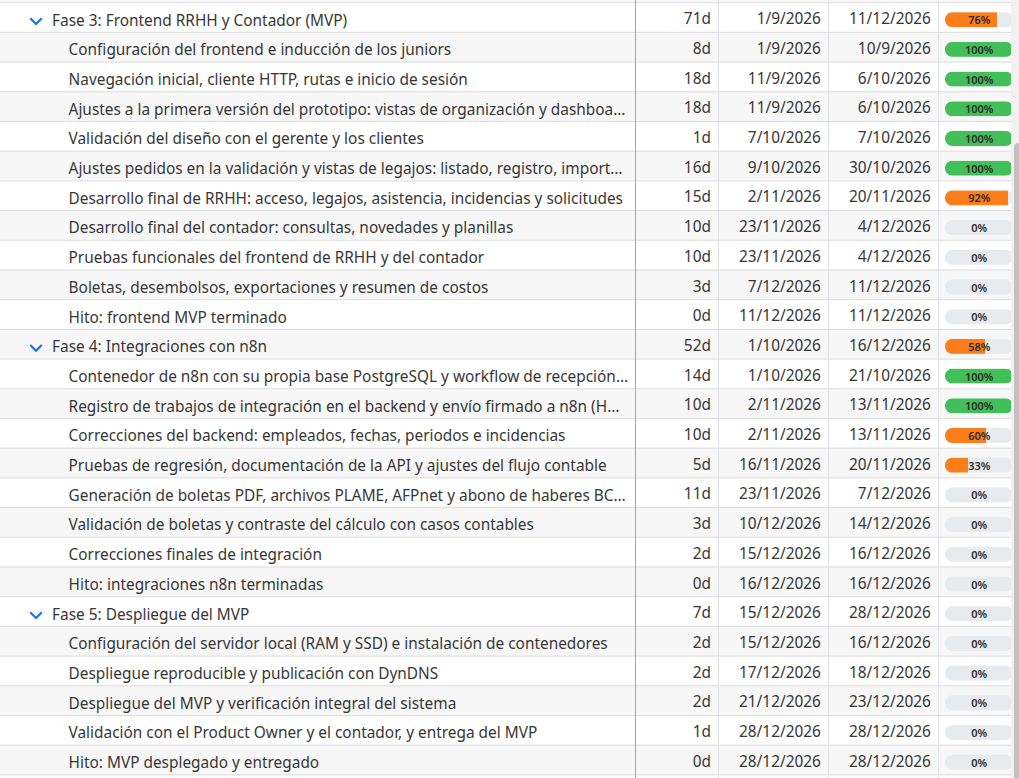 Fase 3: Frontend RRHH y Contador (MVP) 71d 1/9/2026 11/12/2026 76%
Configuración del frontend e inducción de los juniors 8d 1/9/2026 10/9/2026 100%
Navegación inicial, cliente HTTP, rutas e inicio de sesión 18d 11/9/2026 6/10/2026 100%
Ajustes a la primera versión del prototipo: vistas de organización y dashboa... 18d 11/9/2026 6/10/2026 100%
Validación del diseño con el gerente y los clientes 1d 7/10/2026 7/10/2026 100%
Ajustes pedidos en la validación y vistas de legajos: listado, registro, import... 16d 9/10/2026 30/10/2026 100%
Desarrollo final de RRHH: acceso, legajos, asistencia, incidencias y solicitudes 15d 2/11/2026 20/11/2026 92%
Desarrollo final del contador: consultas, novedades y planillas 10d 23/11/2026 4/12/2026 0%
Pruebas funcionales del frontend de RRHH y del contador 10d 23/11/2026 4/12/2026 0%
Boletas, desembolsos, exportaciones y resumen de costos 3d 7/12/2026 11/12/2026 0%
Hito: frontend MVP terminado 0d 11/12/2026 11/12/2026 0%
Fase 4: Integraciones con n8n 52d 1/10/2026 16/12/2026 58%
Contenedor de n8n con su propia base PostgreSQL y workflow de recepción... 14d 1/10/2026 21/10/2026 100%
Registro de trabajos de integración en el backend y envío firmado a n8n (H... 10d 2/11/2026 13/11/2026 100%
Correcciones del backend: empleados, fechas, periodos e incidencias 10d 2/11/2026 13/11/2026 60%
Pruebas de regresión, documentación de la API y ajustes del flujo contable 5d 16/11/2026 20/11/2026 33%
Generación de boletas PDF, archivos PLAME, AFPnet y abono de haberes BC... 11d 23/11/2026 7/12/2026 0%
Validación de boletas y contraste del cálculo con casos contables 3d 10/12/2026 14/12/2026 0%
Correcciones finales de integración 2d 15/12/2026 16/12/2026 0%
Hito: integraciones n8n terminadas 0d 16/12/2026 16/12/2026 0%
Fase 5: Despliegue del MVP 7d 15/12/2026 28/12/2026 0%
Configuración del servidor local (RAM y SSD) e instalación de contenedores 2d 15/12/2026 16/12/2026 0%
Despliegue reproducible y publicación con DynDNS 2d 17/12/2026 18/12/2026 0%
Despliegue del MVP y verificación integral del sistema 2d 21/12/2026 23/12/2026 0%
Validación con el Product Owner y el contador, y entrega del MVP 1d 28/12/2026 28/12/2026 0%
Hito: MVP desplegado y entregado 0d 28/12/2026 28/12/2026 0%